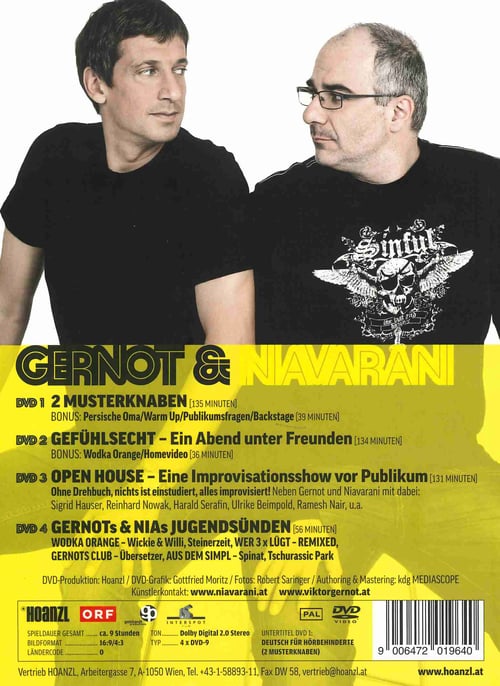 Sinful
GERNOT & NIAVARANI
DVD 1 2 MUSTERKNABEN [135 MINUTEN]
BONUS: Persische Oma/Warm Up/Publikumsfragen/Backstage [39 MINUTEN]
DVD 2 GEFÜHLSECHT – Ein Abend unter Freunden [134 MINUTEN]
BONUS: Wodka Orange/Homevideo [36 MINUTEN]
DVD 3 OPEN HOUSE – Eine Improvisationsshow vor Publikum [131 MINUTEN]
Ohne Drehbuch, nichts ist einstudiert, alles improvisiert! Neben Gernot und Niavarani mit dabei:
Sigrid Hauser, Reinhard Nowak, Harald Serafin, Ulrike Beimpold, Ramesh Nair, u.a.
DVD 4 GERNOTs & NIAs JUGENDSÜNDEN [56 MINUTEN]
WODKA ORANGE – Wickie & Willi, Steinerzeit, WER 3 x LÜGT – REMIXED,
GERNOTS CLUB – Übersetzer, AUS DEM SIMPL – Spinat, Tschurassic Park
DVD-Produktion: Hoanzl / DVD-Grafik: Gottfried Moritz / Fotos: Robert Saringer / Authoring & Mastering: kdg MEDIASCOPE
Künstlerkontakt: www.niavarani.at www.viktorgernot.at
HOANZL ORF INTERSPOT PAL DVD VIDEO
SPIELDAUER GESAMT ca. 9 Stunden TON Dolby Digital 2.0 Stereo UNTERTITEL DVD 1:
BILDFORMAT 16:9/4:3 TYP 4 x DVD-9 DEUTSCH FÜR HÖRBEHINDERTE
LÄNDERCODE 0 (2 MUSTERKNABEN)
9 006472 019640
Vertrieb HOANZL, Arbeitergasse 7, A-1050 Wien, Tel. +43-1-58893-11, Fax DW 58, vertrieb@hoanzl.at www.hoanzl.at